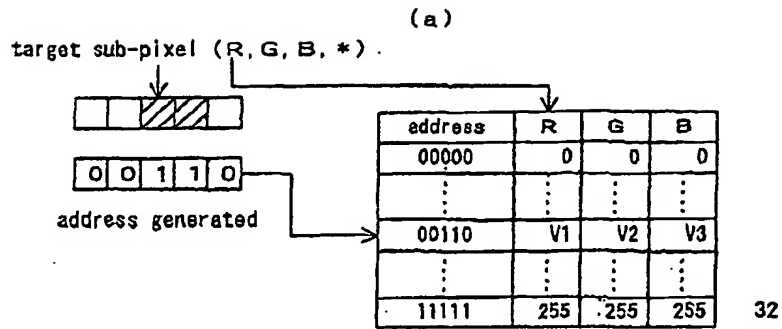 (a)
target sub-pixel (R, G, B, *).
0 0 1 1 0
address generated
address R G B
00000 0 0 0
00110 V1 V2 V3
11111 255 255 255
32